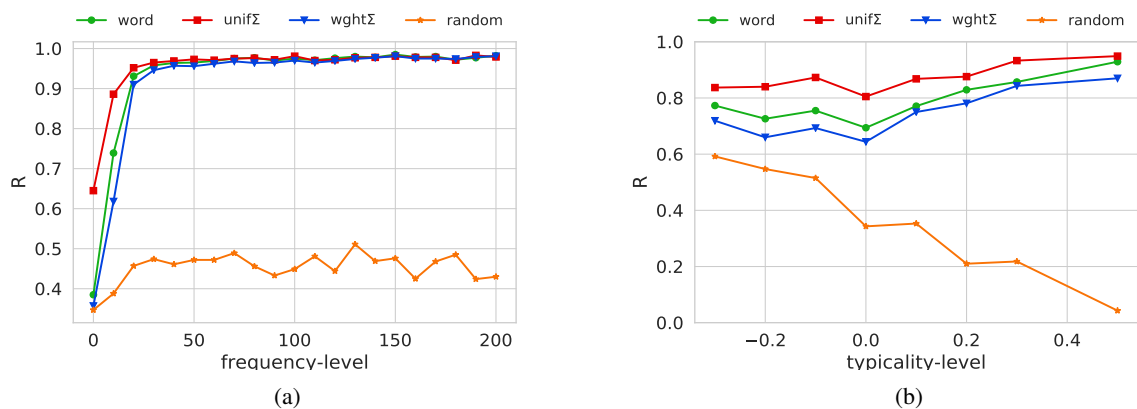 word unifΣ wghtΣ random
1.0
0.9
0.8
0.7
0.6
0.5
0.4
R
0 50 100 150 200
frequency-level
(a)
word unifΣ wghtΣ random
1.0
0.8
0.6
0.4
0.2
0.0
R
−0.2 0.0 0.2 0.4
typicality-level
(b)